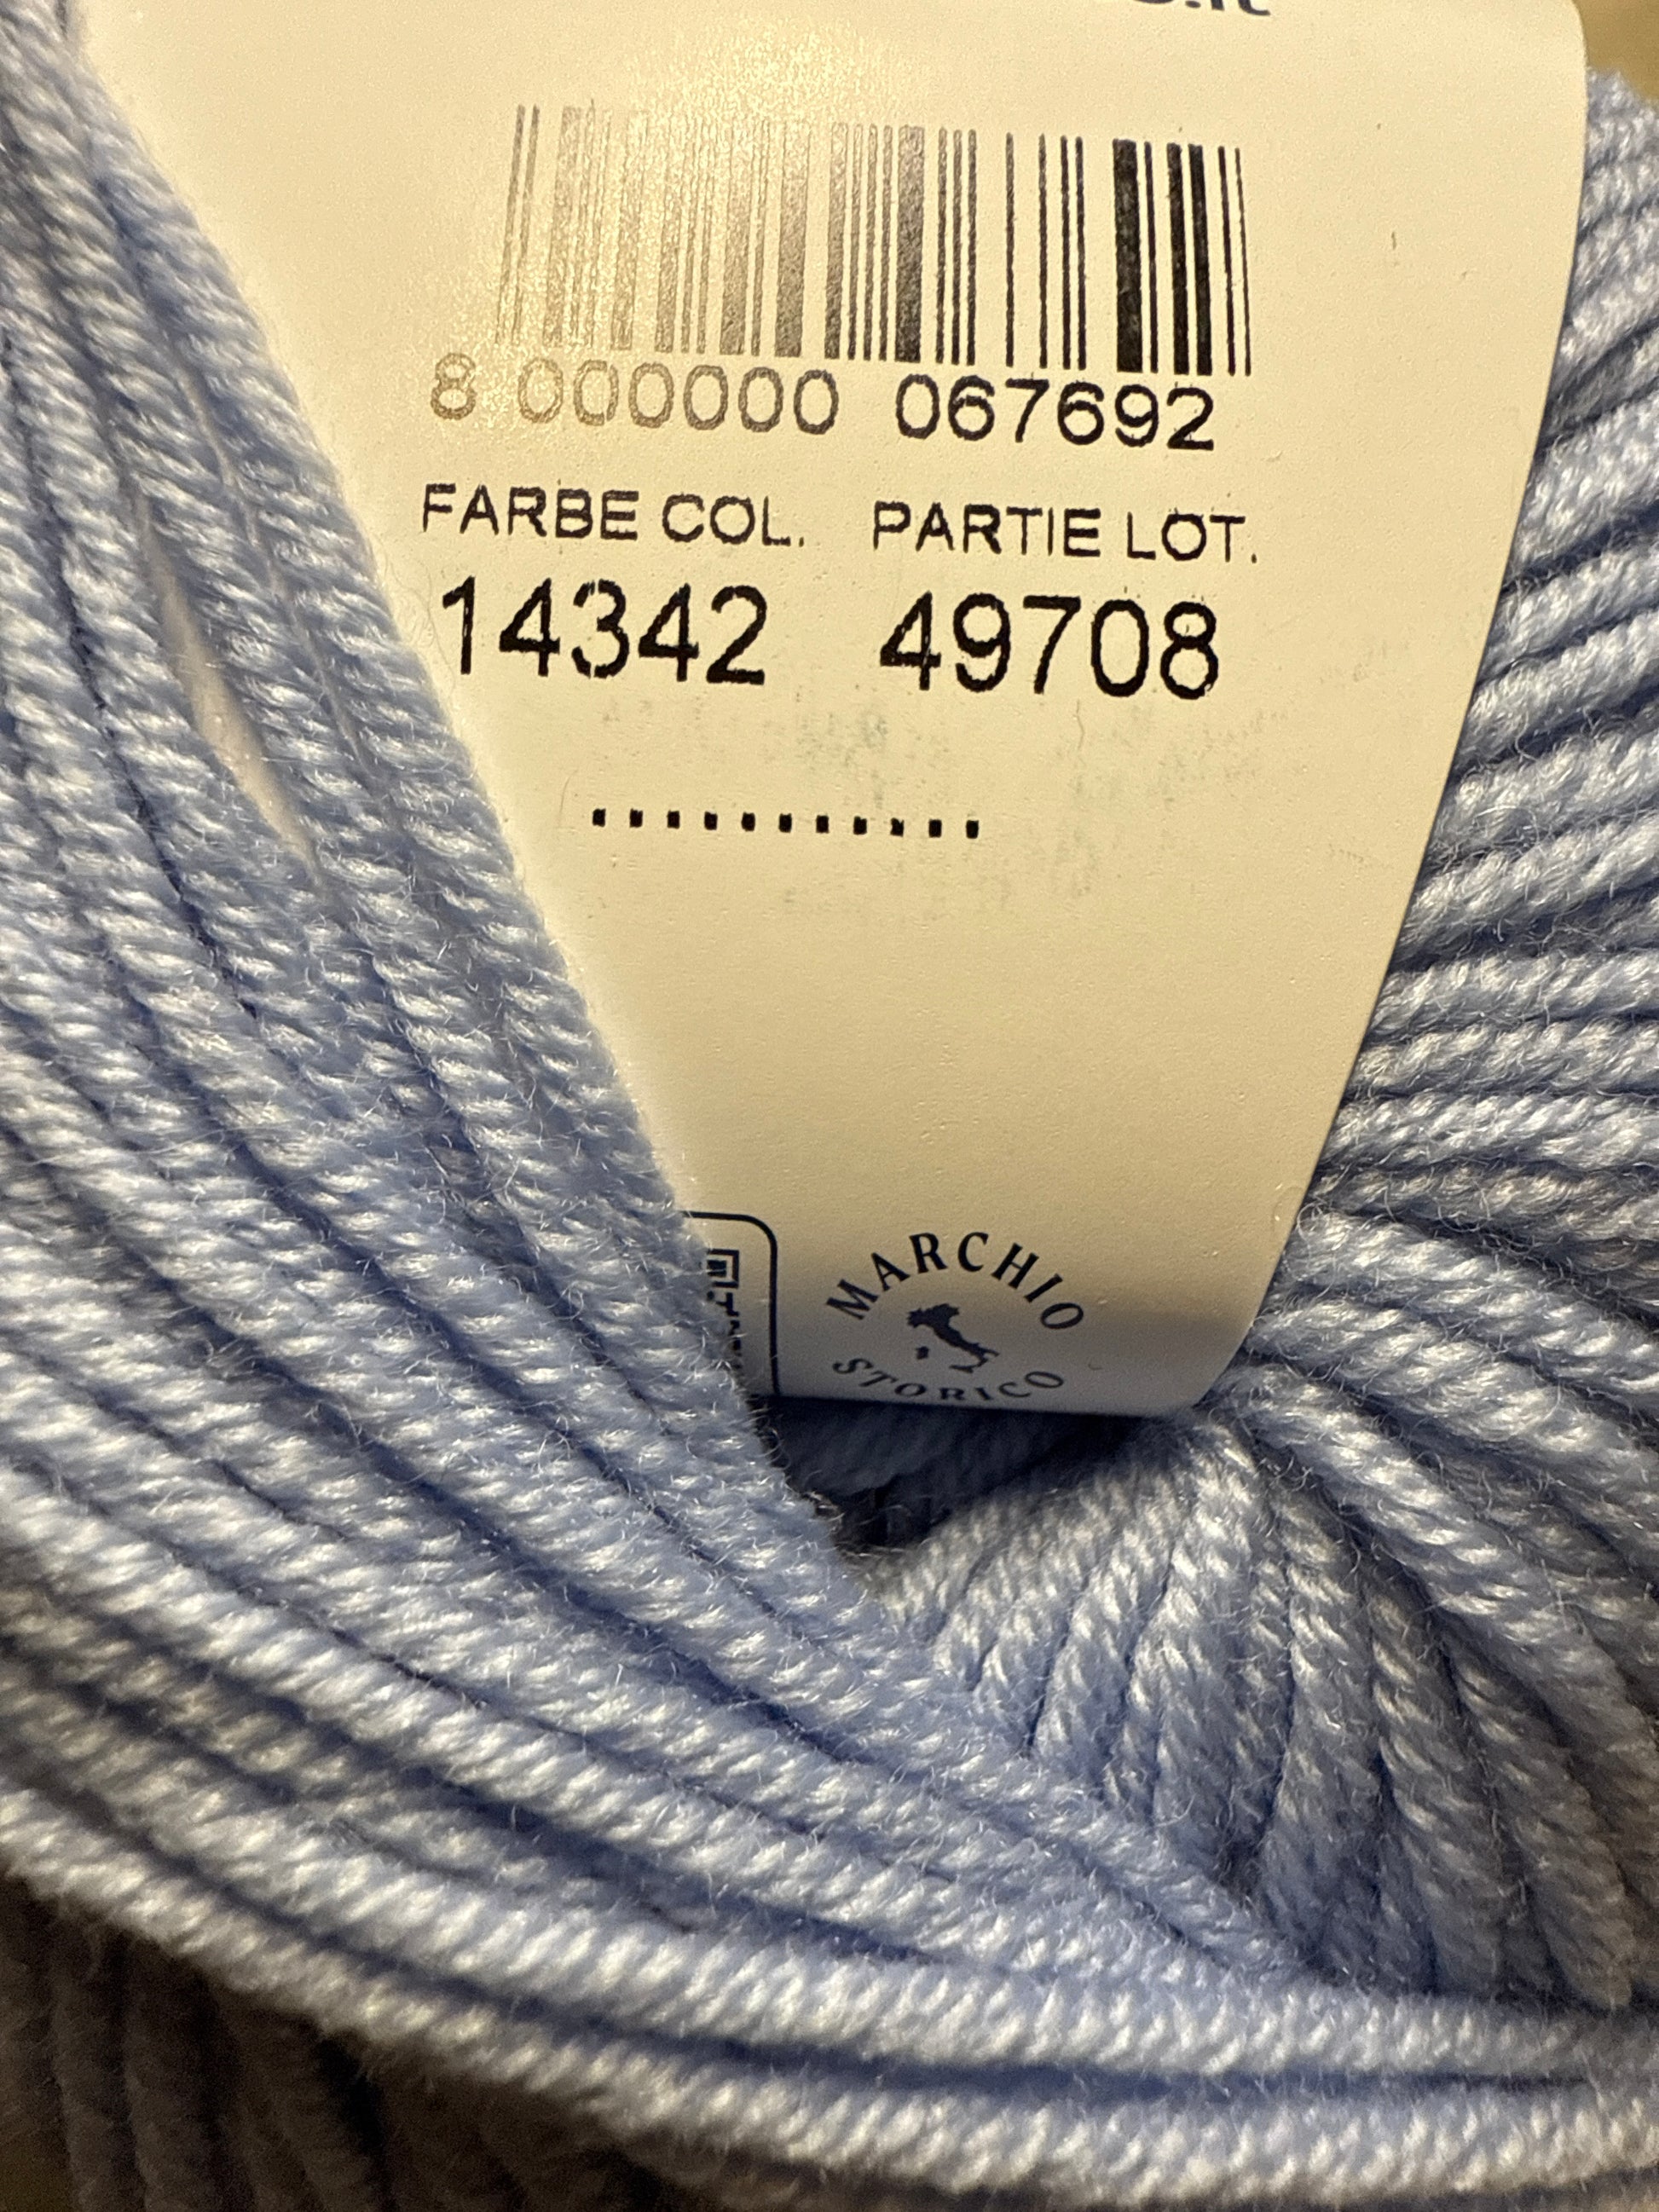 8 000000 067692
FARBE COL. PARTIE LOT.
14342 49708
............
MARCHIO
STORICO